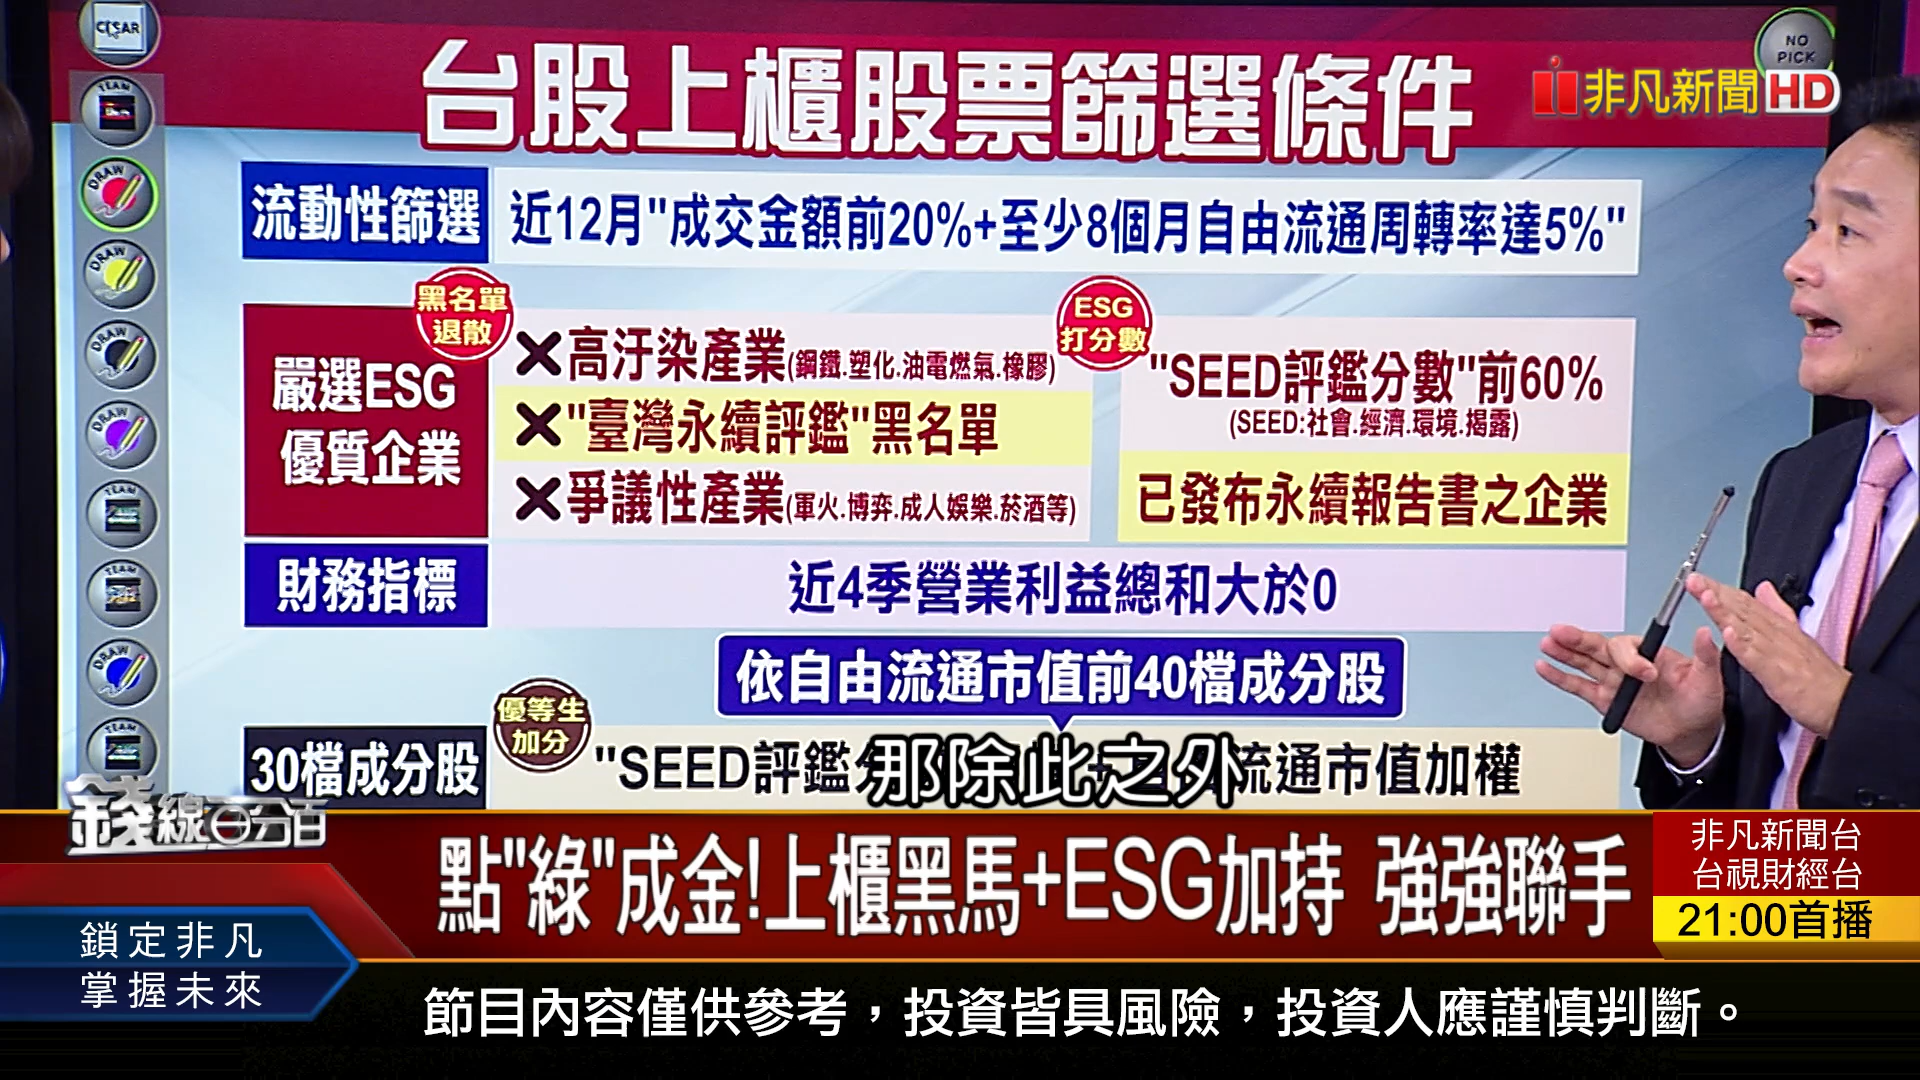 CLSAR
NO
PICK
台股上櫃股票篩選條件
非凡新聞HD
TEAM
DRAW
DRAW
DRAW
DRAW
TEAM
TEAM
DRAW
TEAM
流動性篩選
近12月"成交金額前20%+至少8個月自由流通周轉率達5%"
黑名單
退散
ESG
打分數
嚴選ESG
優質企業
✕高汙染產業(鋼鐵.塑化.油電燃氣.橡膠)
✕"臺灣永續評鑑"黑名單
✕爭議性產業(軍火.博弈.成人娛樂.菸酒等)
"SEED評鑑分數"前60%
(SEED:社會.經濟.環境.揭露)
已發布永續報告書之企業
財務指標
近4季營業利益總和大於0
依自由流通市值前40檔成分股
優等生
加分
30檔成分股
"SEED評鑑分
流通市值加權
那除此之外
錢線百分百
點"綠"成金!上櫃黑馬+ESG加持 強強聯手
非凡新聞台
台視財經台
21:00首播
鎖定非凡
掌握未來
節目內容僅供參考，投資皆具風險，投資人應謹慎判斷。